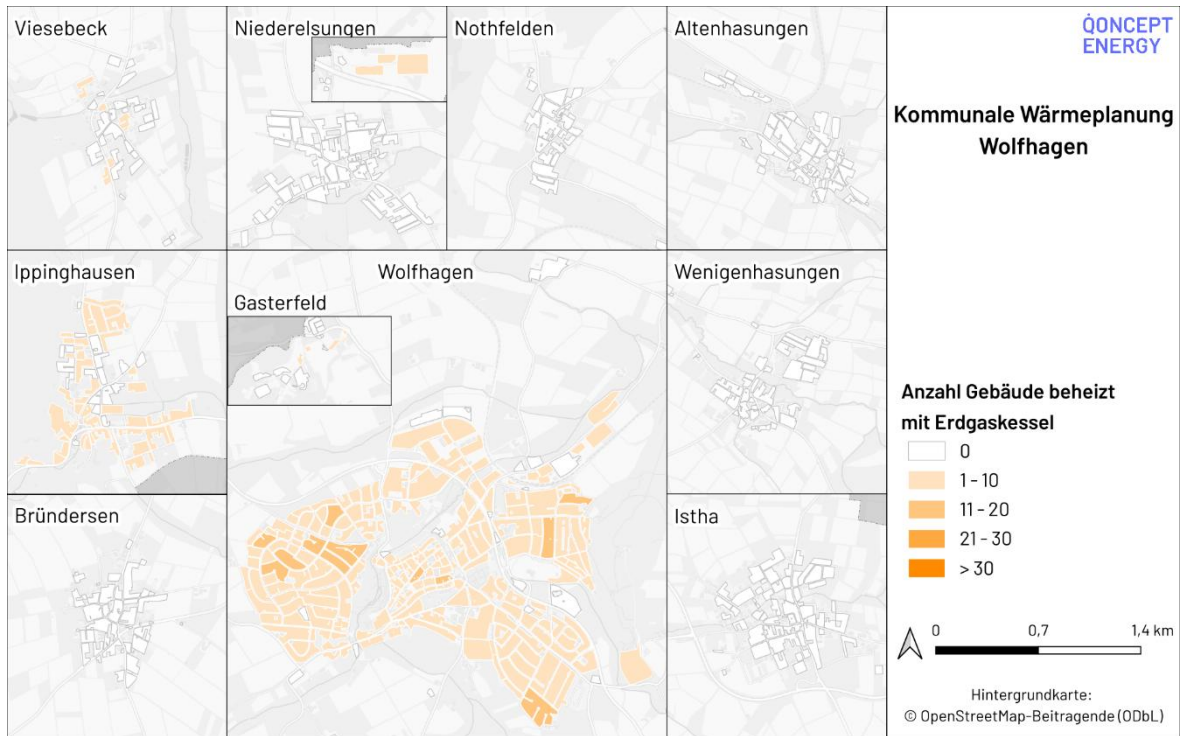 Viesebeck
Niederelsungen
Nothfelden
Altenhasungen
QONCEPT
ENERGY
Kommunale Wärmeplanung
Wolfhagen
Ippinghausen
Wolfhagen
Gasterfeld
Wenigenhasungen
Bründersen
Istha
Anzahl Gebäude beheizt
mit Erdgaskessel
0
1 - 10
11 - 20
21 - 30
> 30
0 0,7 1,4 km
Hintergrundkarte:
© OpenStreetMap-Beitragende (ODbL)